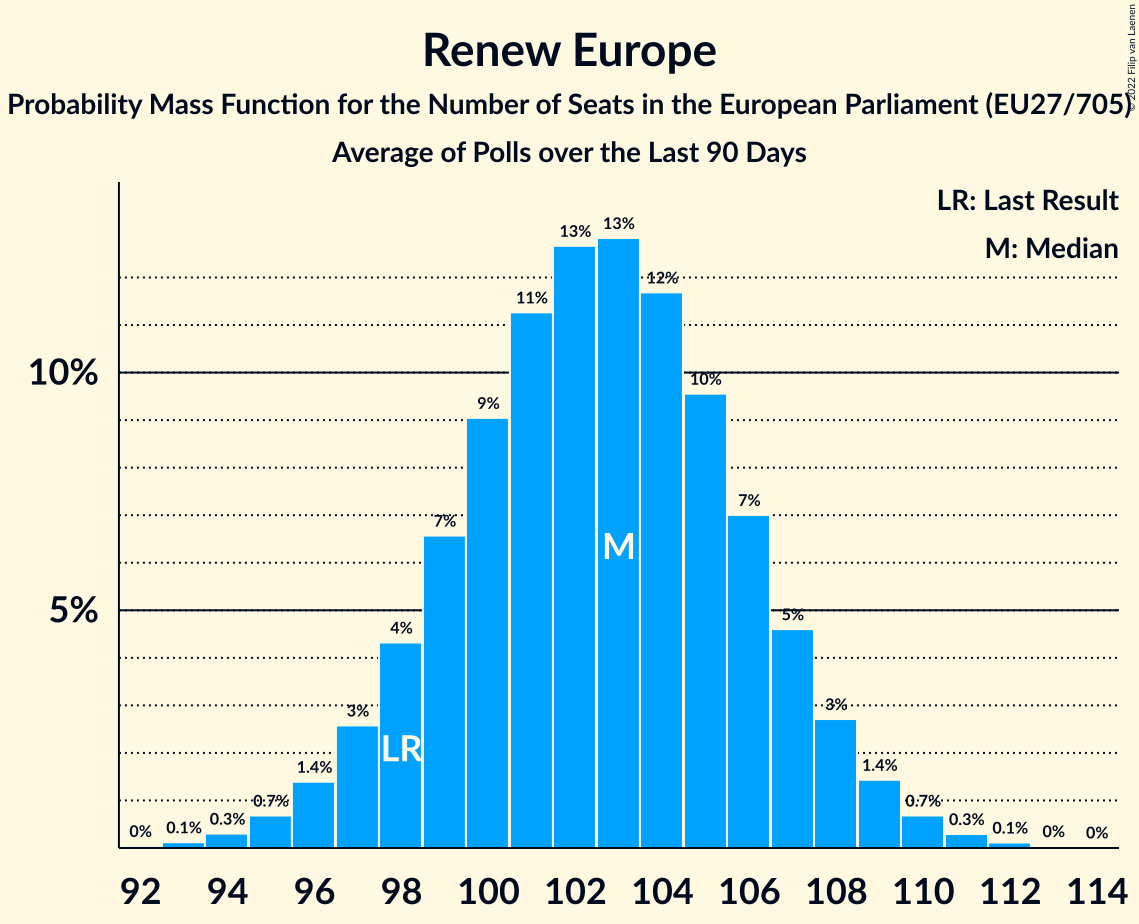 Renew Europe
Probability Mass Function for the Number of Seats in the European Parliament (EU27/705)
Average of Polls over the Last 90 Days
© 2022 Filip van Laenen
LR: Last Result
M: Median
10%
5%
0%
0.1%
0.3%
0.7%
1.4%
3%
4%
7%
9%
11%
13%
13%
12%
10%
7%
5%
3%
1.4%
0.7%
0.3%
0.1%
0%
0%
LR
M
92 94 96 98 100 102 104 106 108 110 112 114